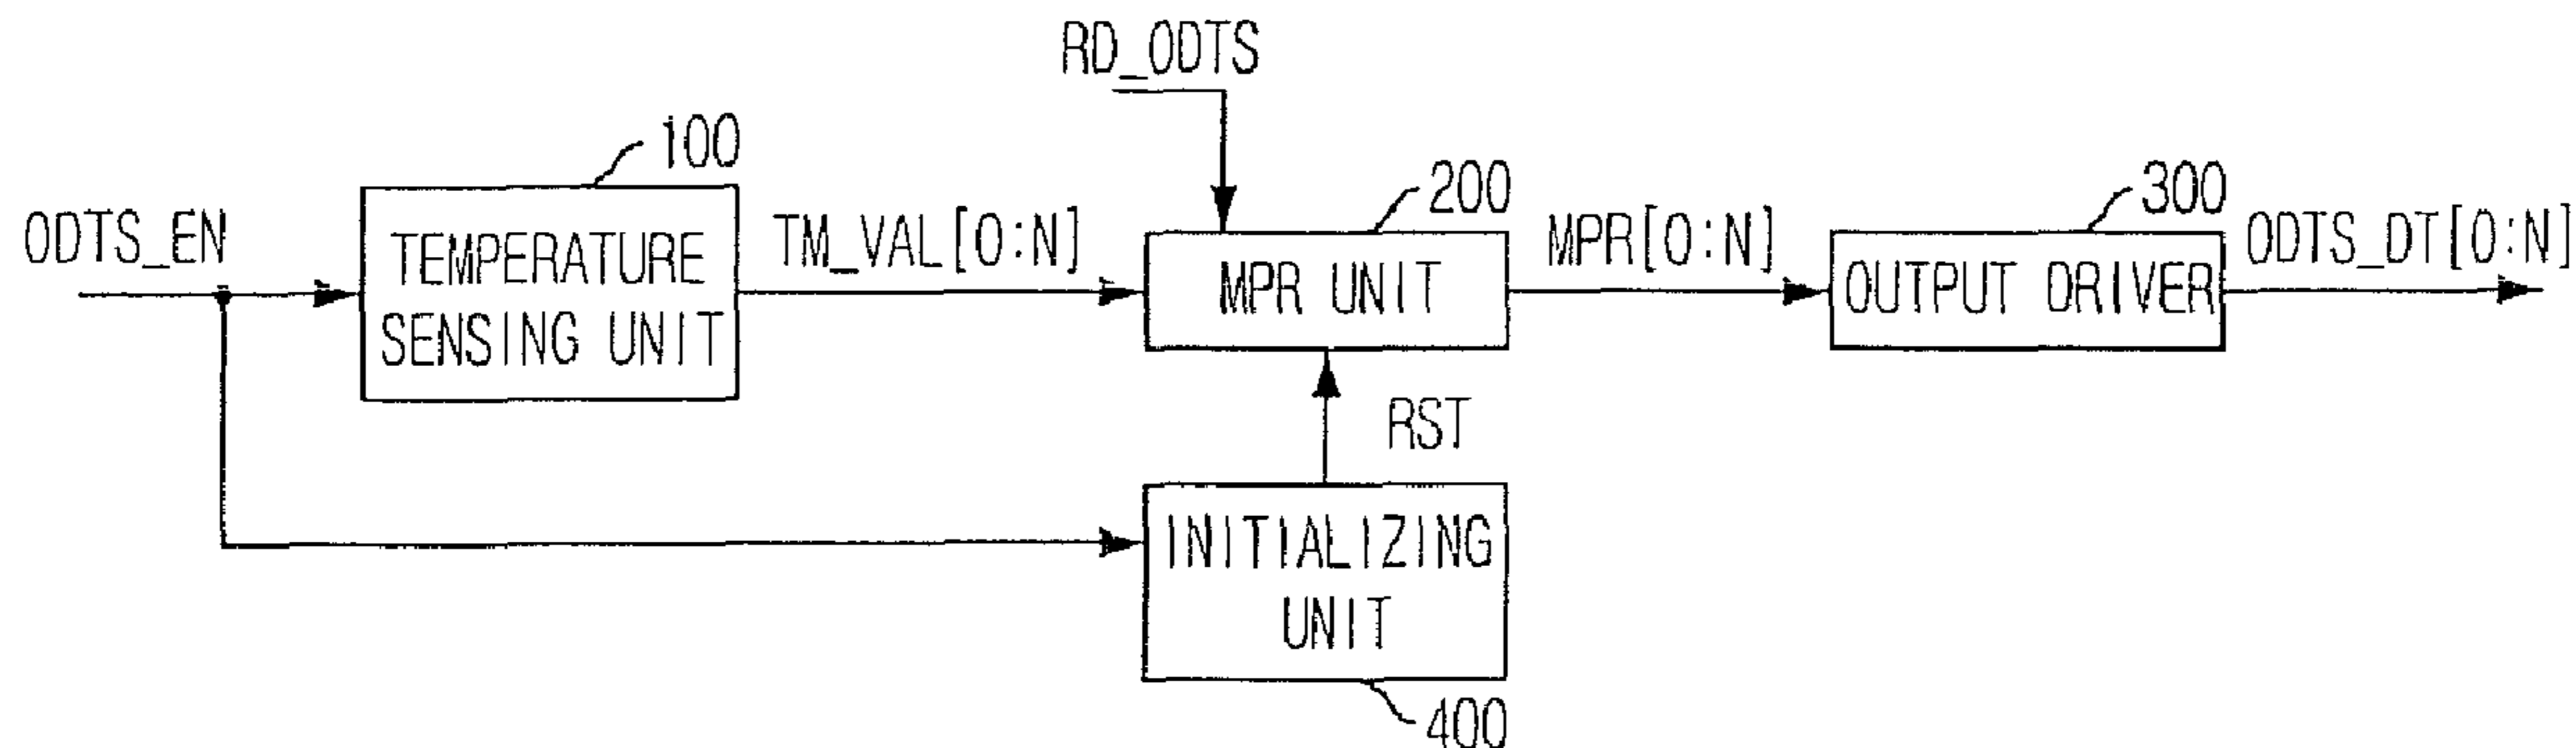 RD_ODTS
100
200
300
ODTS_EN
TEMPERATURE
SENSING UNIT
TM_VAL[0:N]
MPR UNIT
MPR[0:N]
OUTPUT DRIVER
ODTS_DT[0:N]
RST
INITIALIZING
UNIT
400